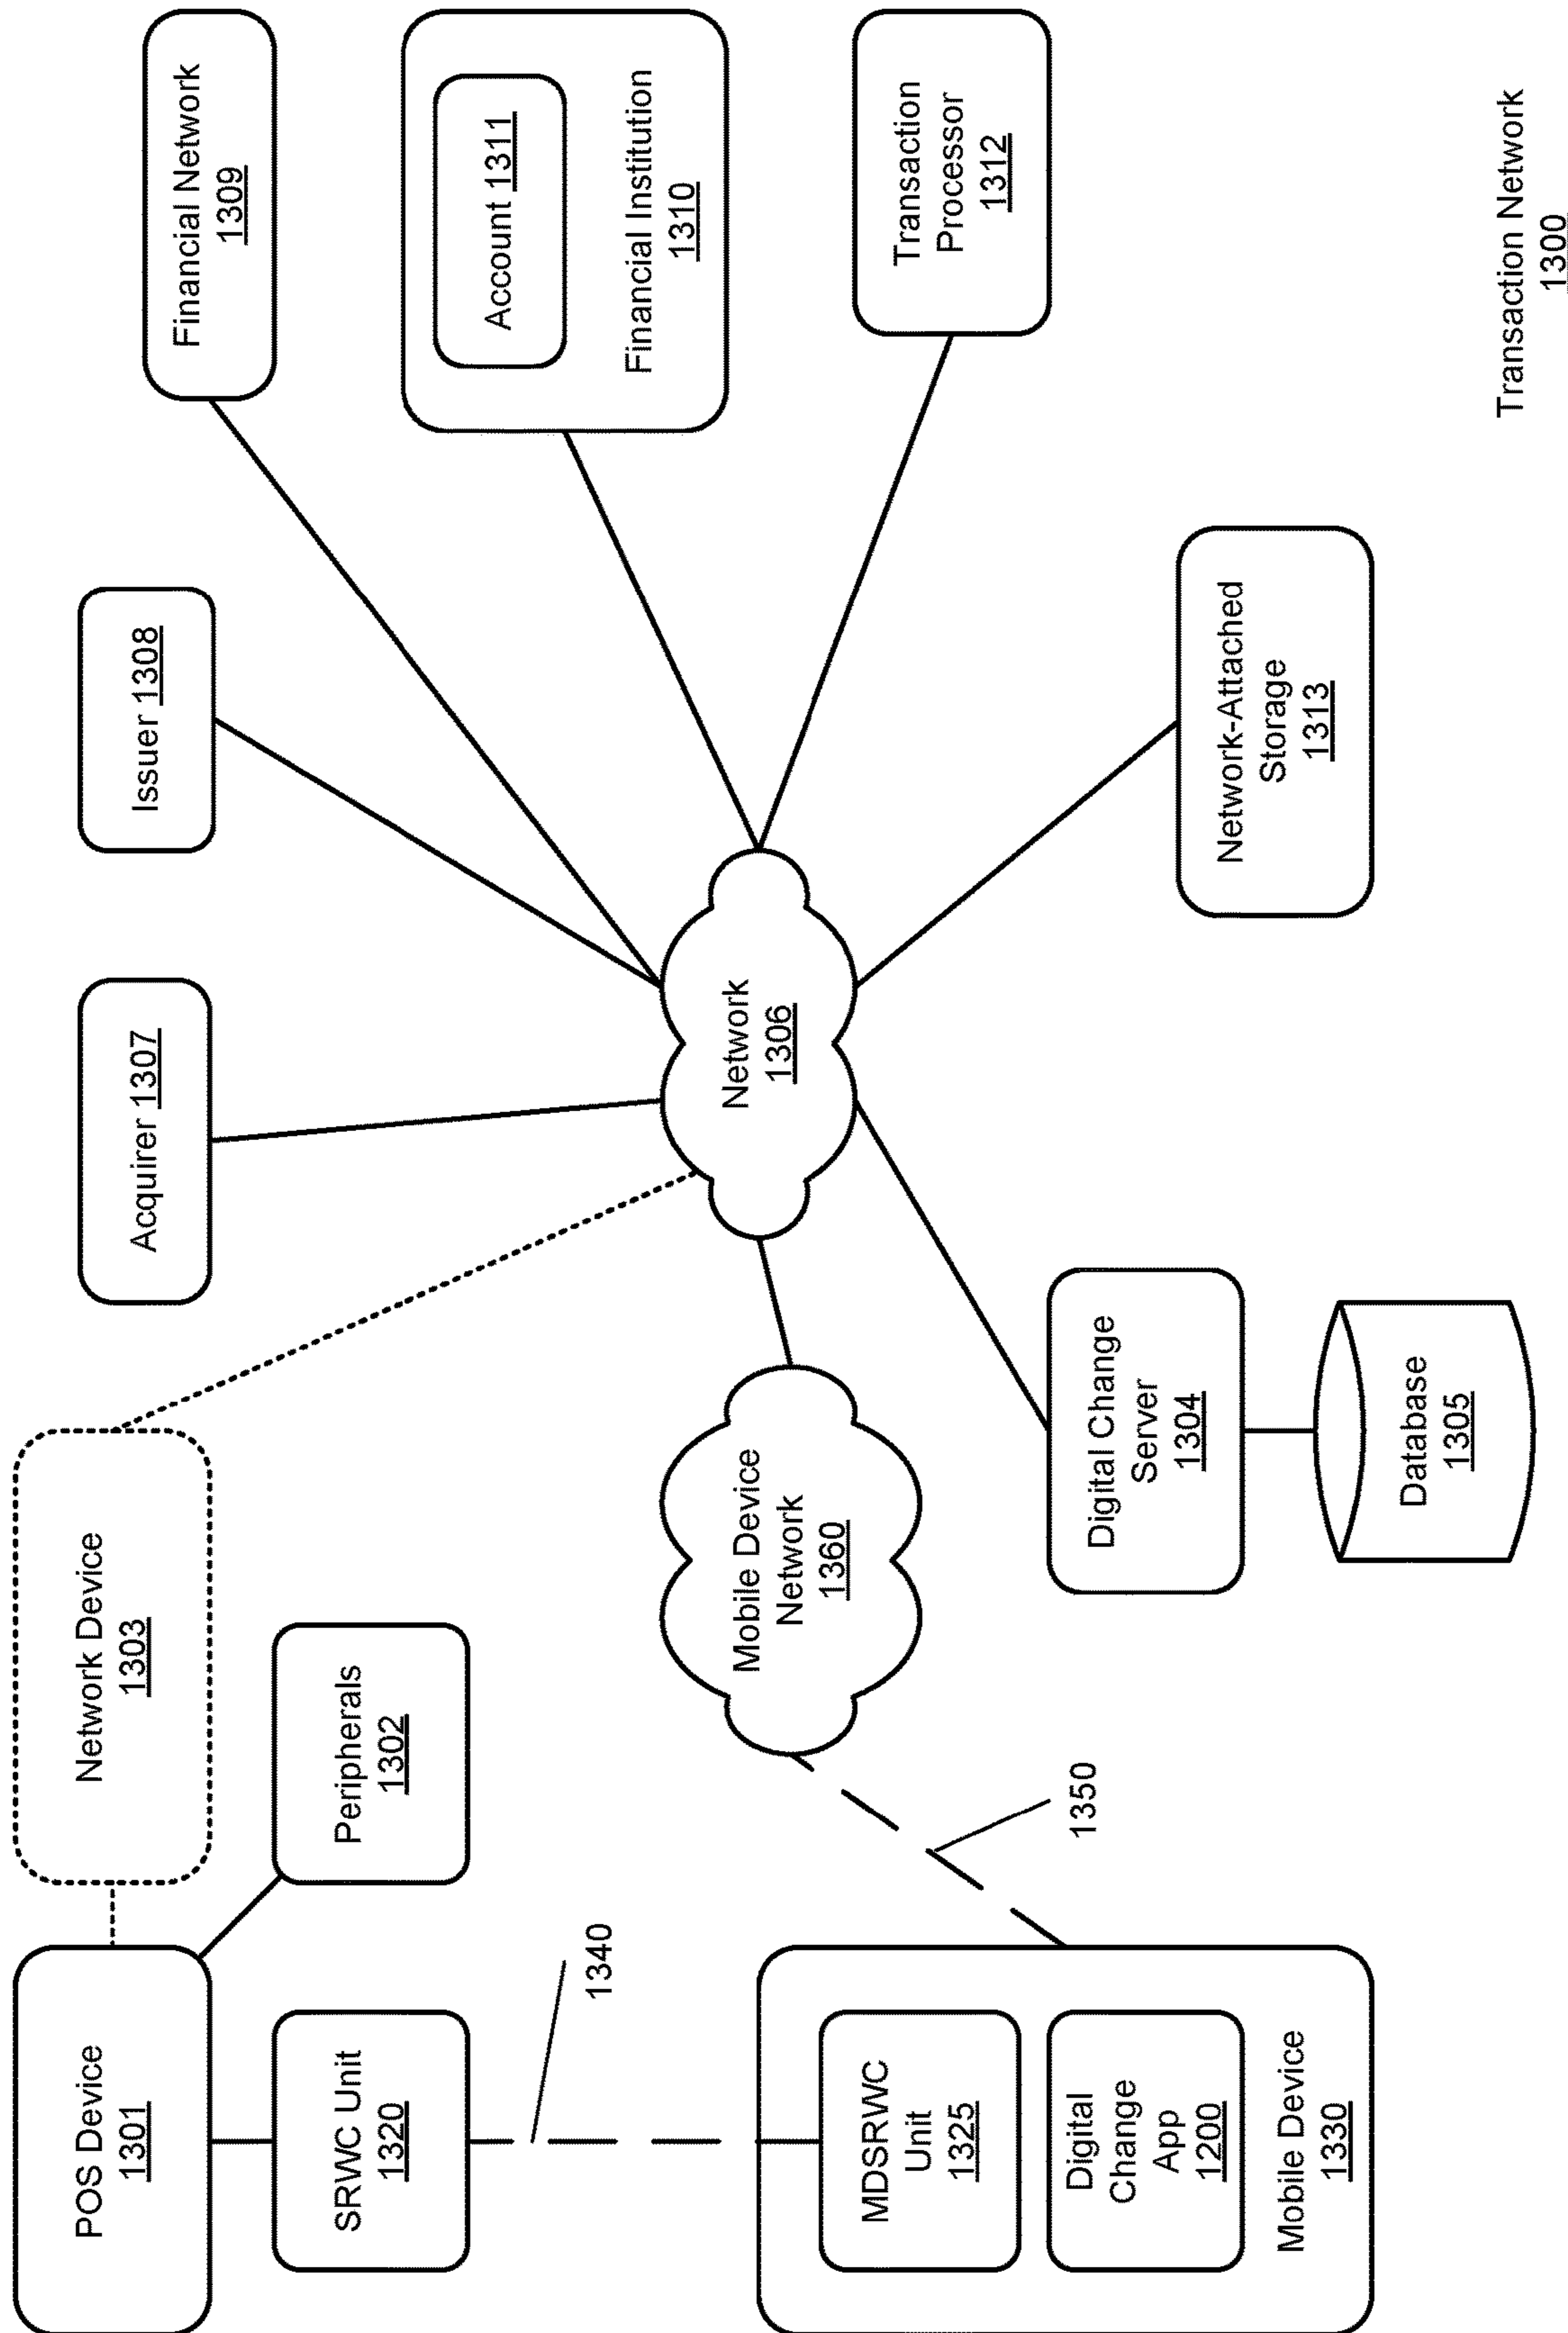 POS Device
1301
Network Device
1303
Acquirer 1307
Issuer 1308
Financial Network
1309
SRWC Unit
1320
Peripherals
1302
1340
Account 1311
Financial Institution
1310
Network
1306
Mobile Device
Network
1360
MDSRWC
Unit
1325
Digital
Change
App
1200
Mobile Device
1330
1350
Transaction
Processor
1312
Digital Change
Server
1304
Database
1305
Network-Attached
Storage
1313
Transaction Network
1300